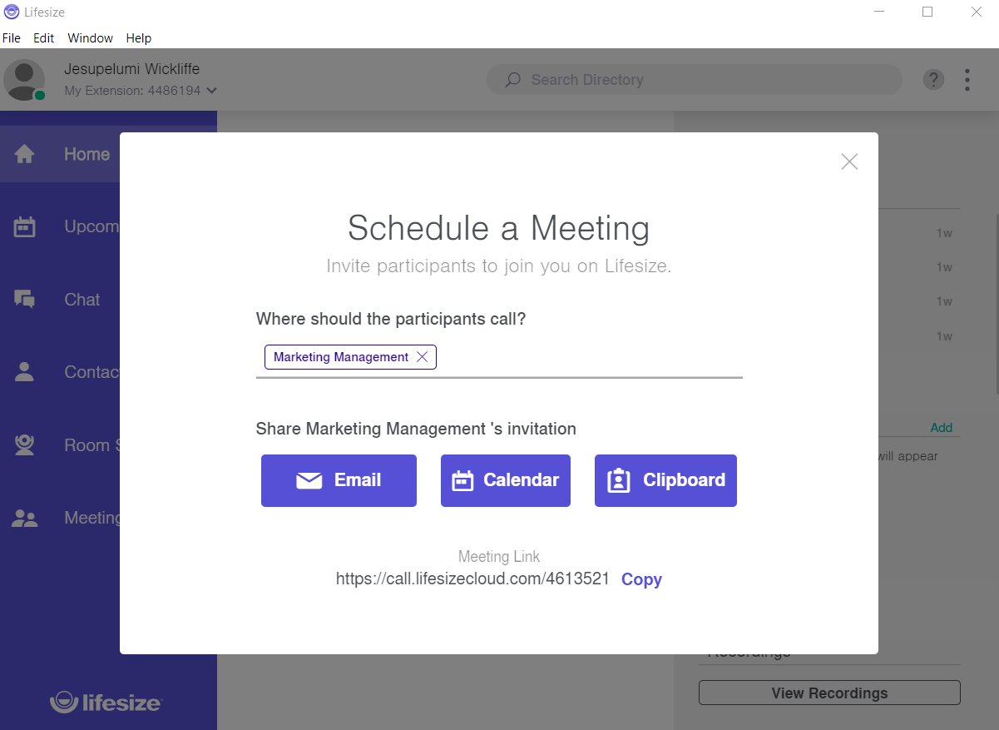 Lifesize
File Edit Window Help
Jesupelumi Wickliffe
My Extension: 4486194
Search Directory
?
Home
Upcom
Chat
Contac
Room S
Meeting
lifesize
Schedule a Meeting
Invite participants to join you on Lifesize.
Where should the participants call?
Marketing Management
Share Marketing Management 's invitation
Email
Calendar
Clipboard
Meeting Link
https://call.lifesizecloud.com/4613521 Copy
1w
1w
1w
1w
Add
will appear
Recordings
View Recordings